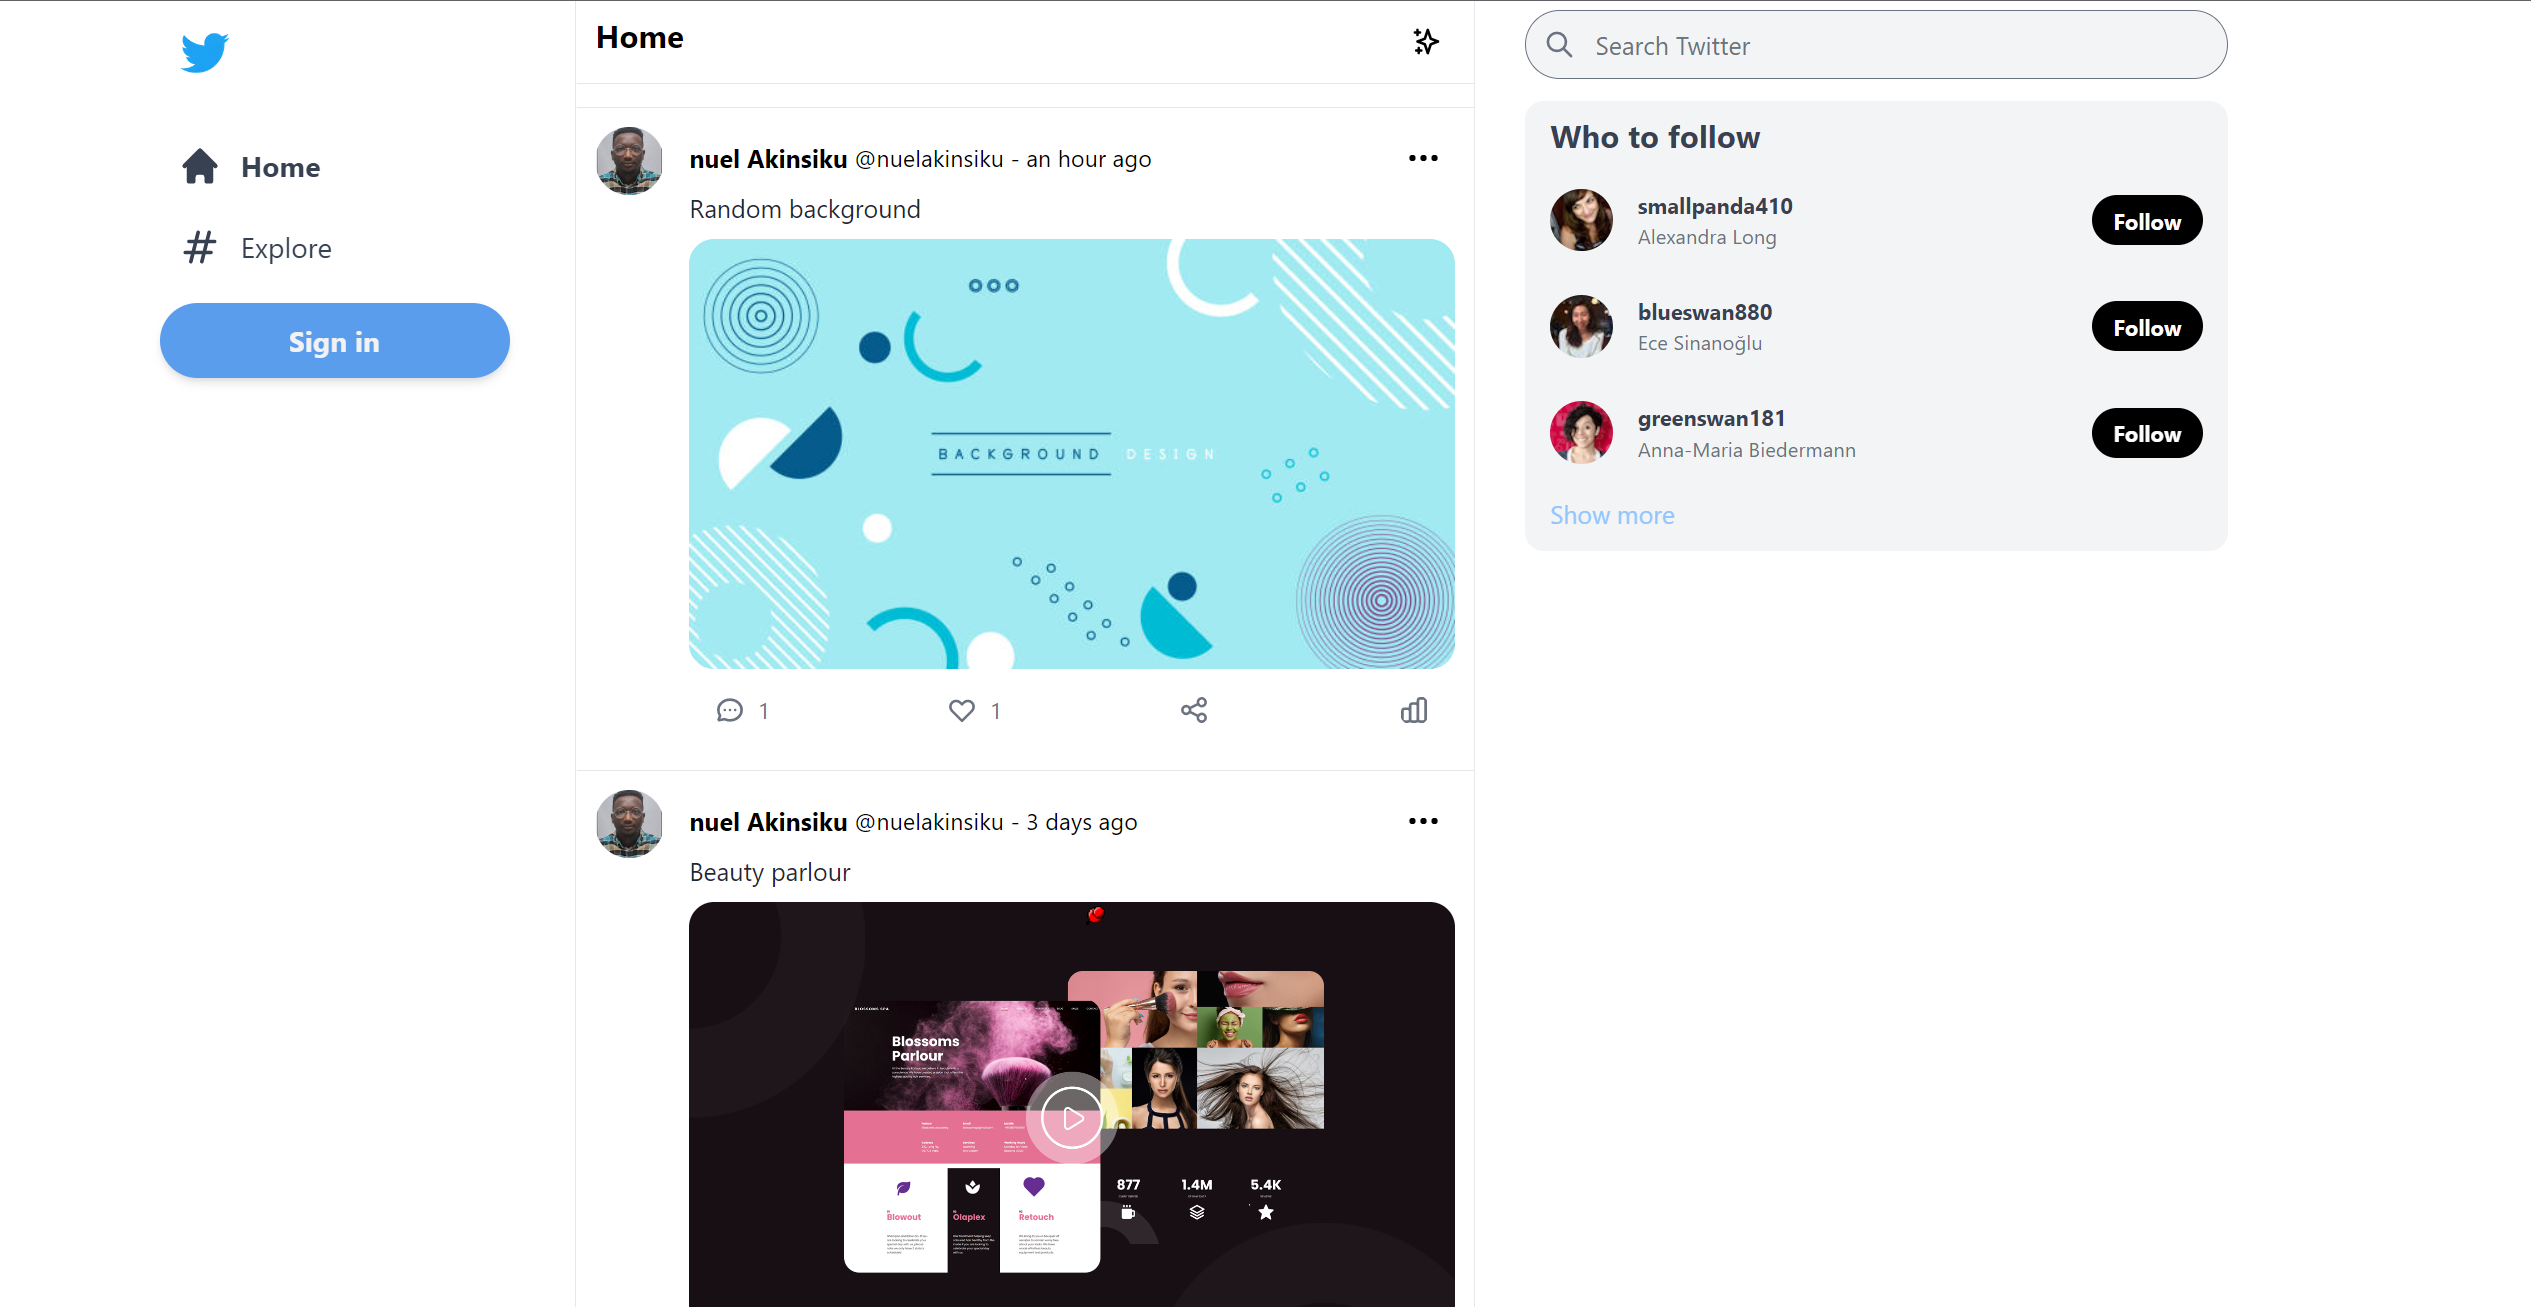 Home
Explore
Sign in
Home
nuel Akinsiku @nuelakinsiku - an hour ago
Random background
BACKGROUND DESIGN
1
1
nuel Akinsiku @nuelakinsiku - 3 days ago
Beauty parlour
BLOSSOMS SPA
Blossoms
Parlour
Blowout
Olaplex
Retouch
877
1.4M
5.4K
Search Twitter
Who to follow
smallpanda410
Alexandra Long
Follow
blueswan880
Ece Sinanoğlu
Follow
greenswan181
Anna-Maria Biedermann
Follow
Show more